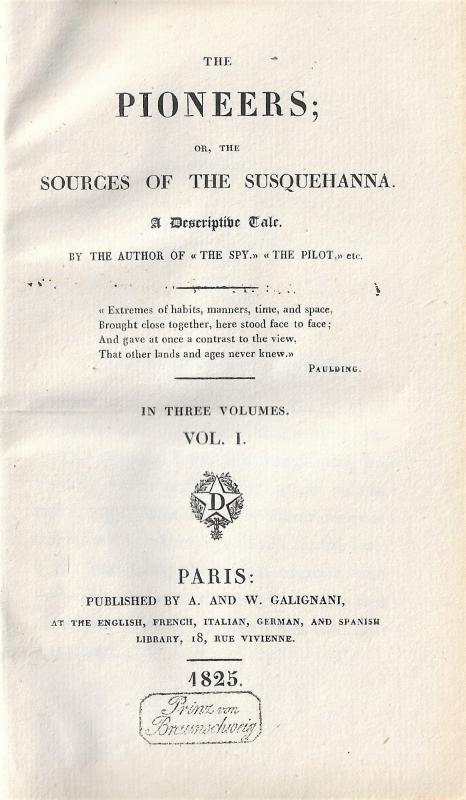 THE
PIONEERS;
OR, THE
SOURCES OF THE SUSQUEHANNA.
A Descriptive Tale.
BY THE AUTHOR OF « THE SPY.» « THE PILOT,» etc.
« Extremes of habits, manners, time, and space,
Brought close together, here stood face to face;
And gave at once a contrast to the view,
That other lands and ages never knew.»
PAULDING.
IN THREE VOLUMES.
VOL. I.
D
PARIS:
PUBLISHED BY A. AND W. GALIGNANI,
AT THE ENGLISH, FRENCH, ITALIAN, GERMAN, AND SPANISH
LIBRARY, 18, RUE VIVIENNE.
1825.
Prinz von
Braunschweig